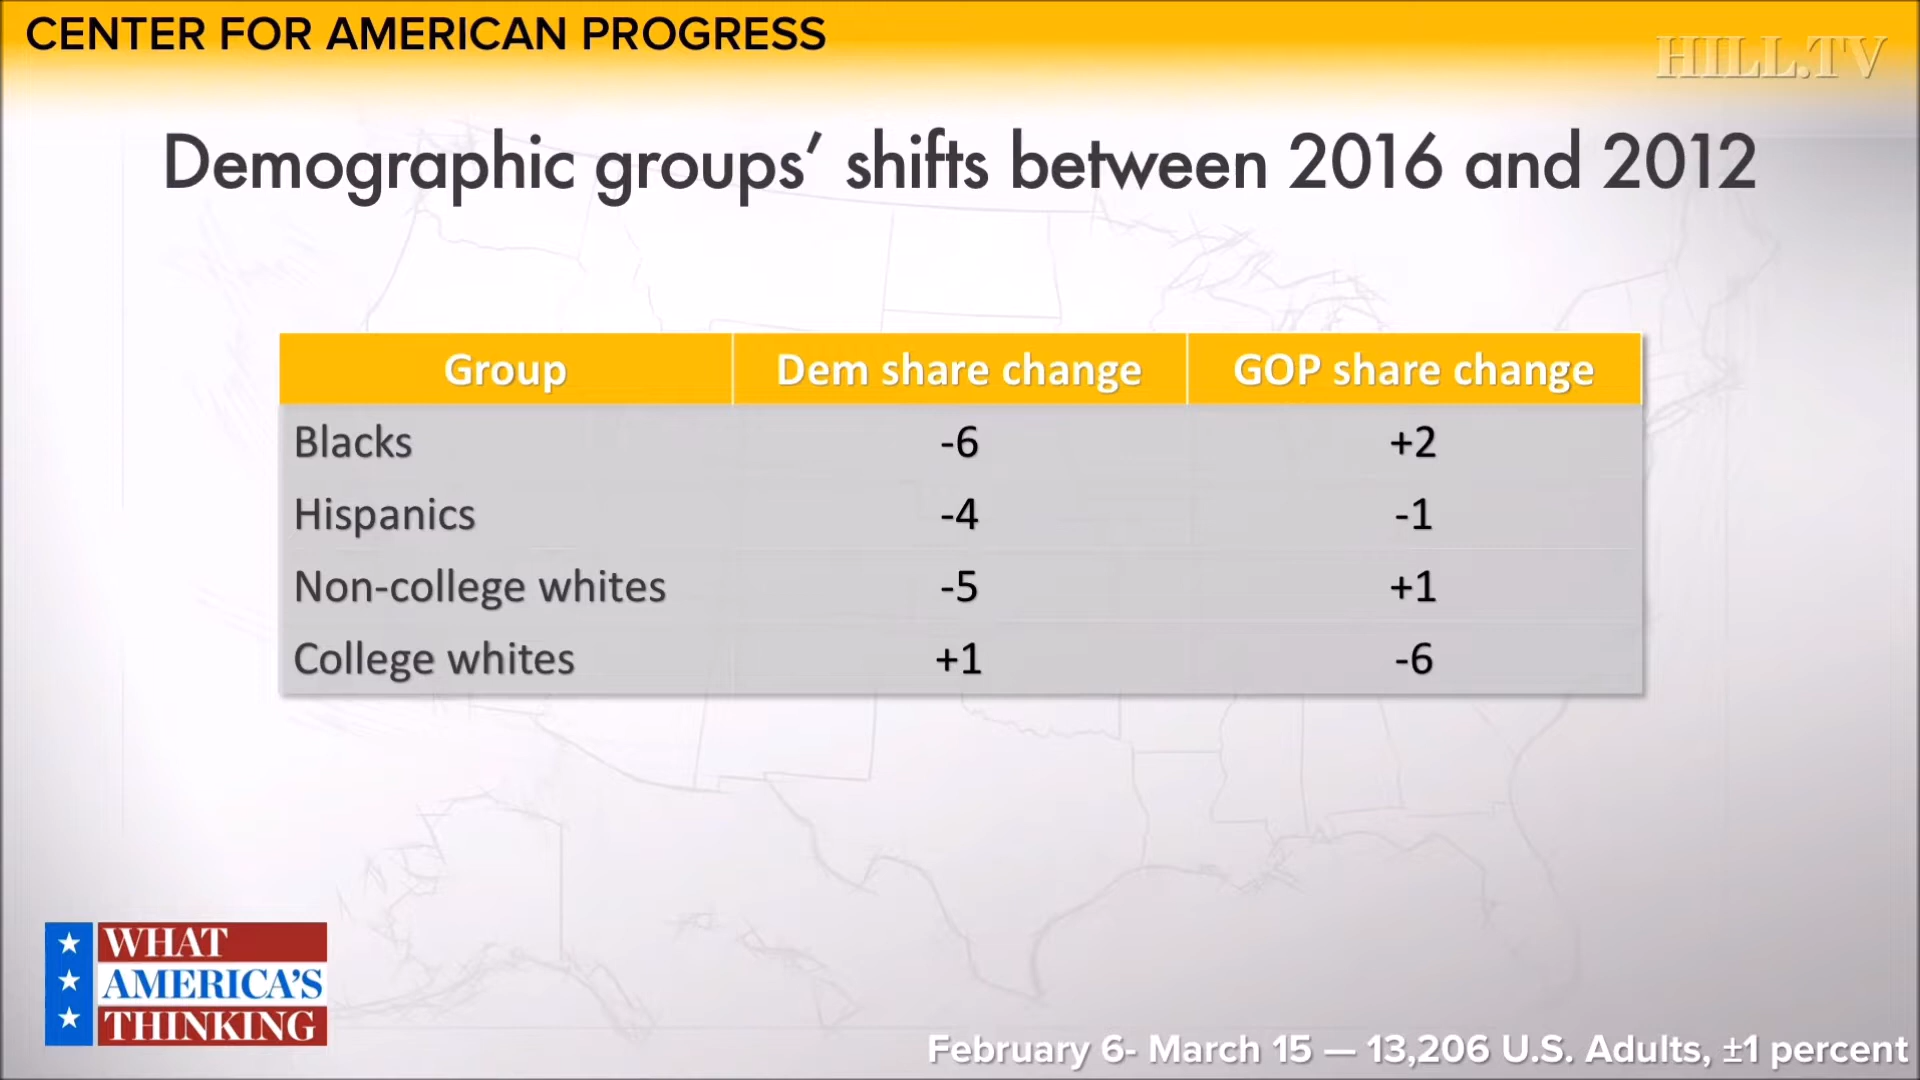 CENTER FOR AMERICAN PROGRESS
HILL.TV
Demographic groups’ shifts between 2016 and 2012
Group Dem share change GOP share change
Blacks -6 +2
Hispanics -4 -1
Non-college whites -5 +1
College whites +1 -6
WHAT
AMERICA’S
THINKING
February 6- March 15 — 13,206 U.S. Adults, ±1 percent